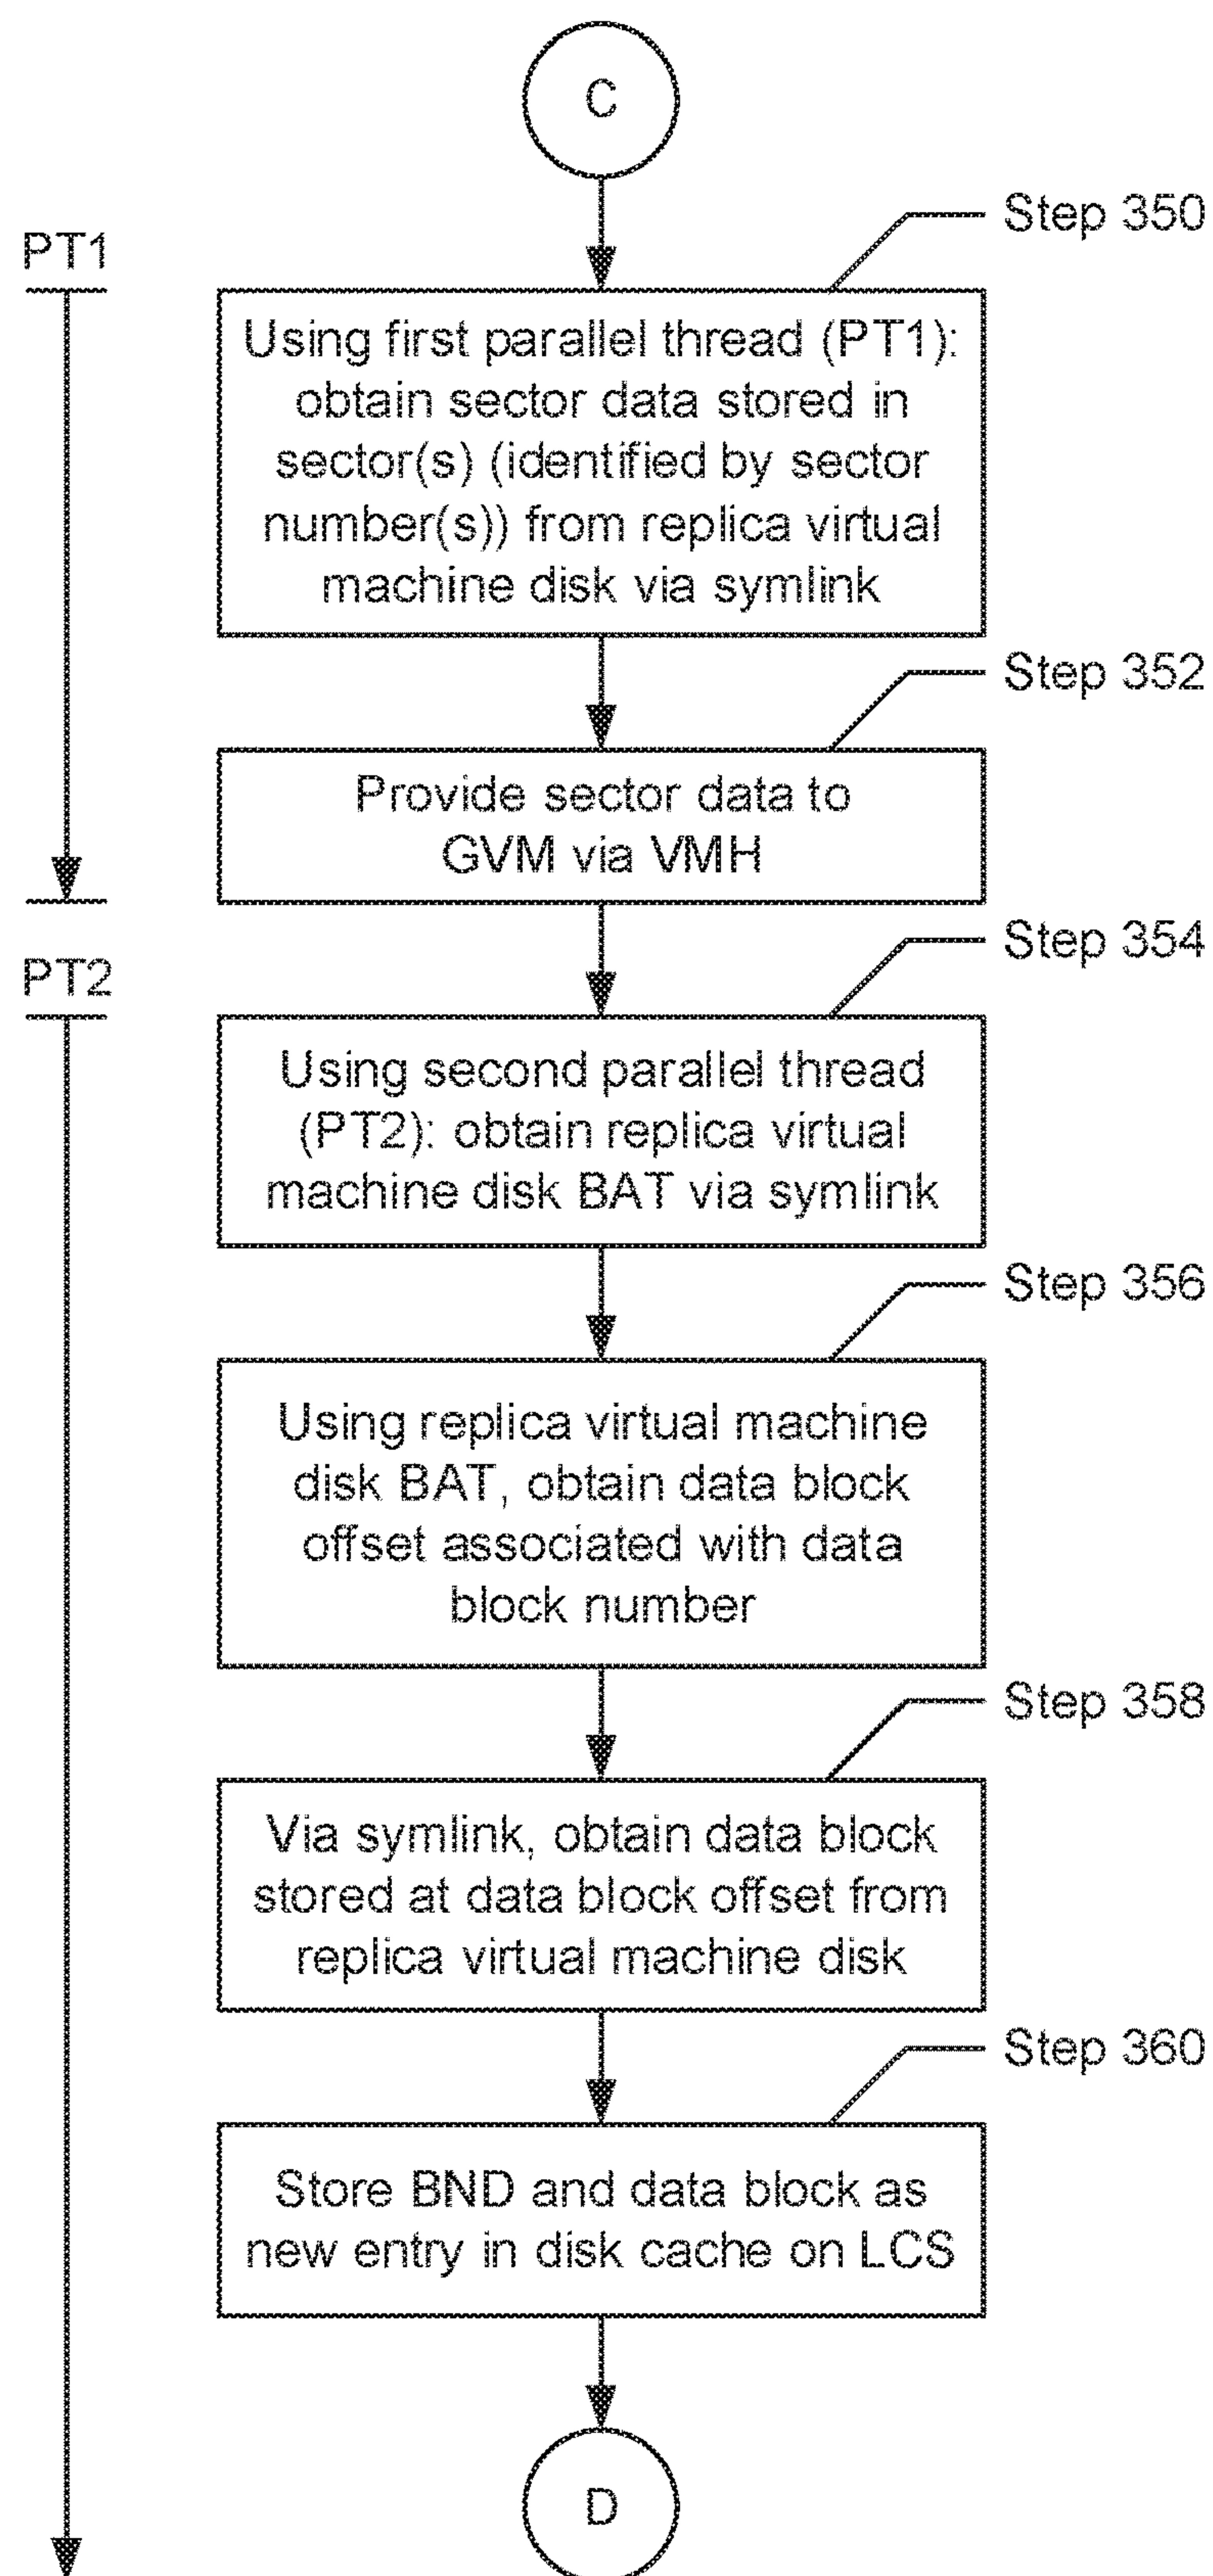 C
Step 350
PT1
Using first parallel thread (PT1):
obtain sector data stored in
sector(s) (identified by sector
number(s)) from replica virtual
machine disk via symlink
Step 352
Provide sector data to
GVM via VMH
Step 354
PT2
Using second parallel thread
(PT2): obtain replica virtual
machine disk BAT via symlink
Step 356
Using replica virtual machine
disk BAT, obtain data block
offset associated with data
block number
Step 358
Via symlink, obtain data block
stored at data block offset from
replica virtual machine disk
Step 360
Store BND and data block as
new entry in disk cache on LCS
D